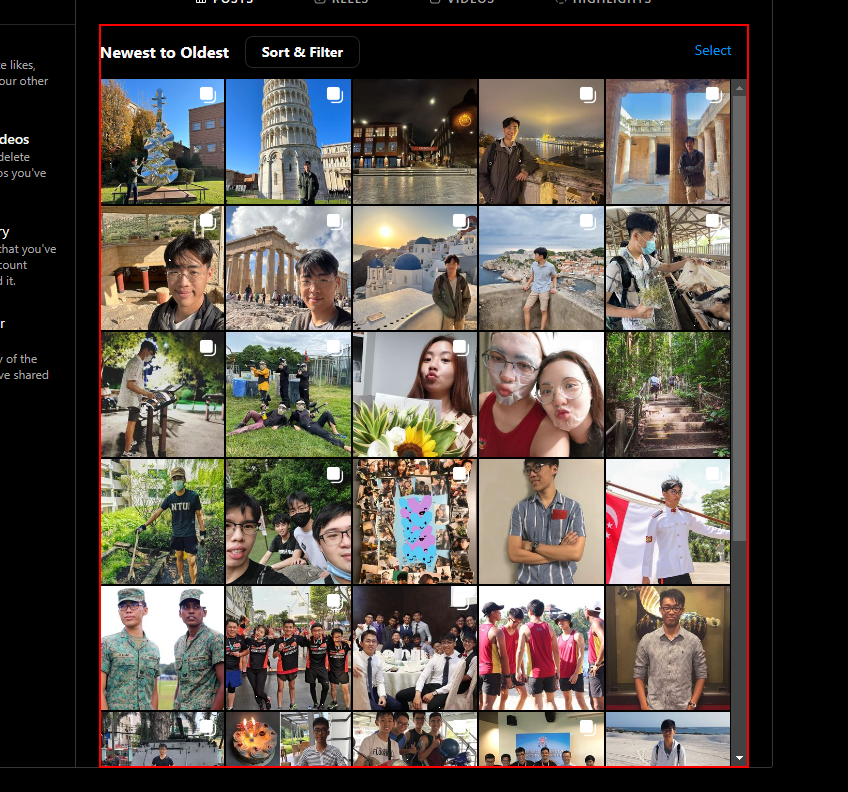 POSTS REELS VIDEOS HIGHLIGHTS
Newest to Oldest
Sort & Filter
Select
e likes,
our other
deos
delete
os you've
ry
that you've
count
d it.
r
y of the
ve shared
NTU